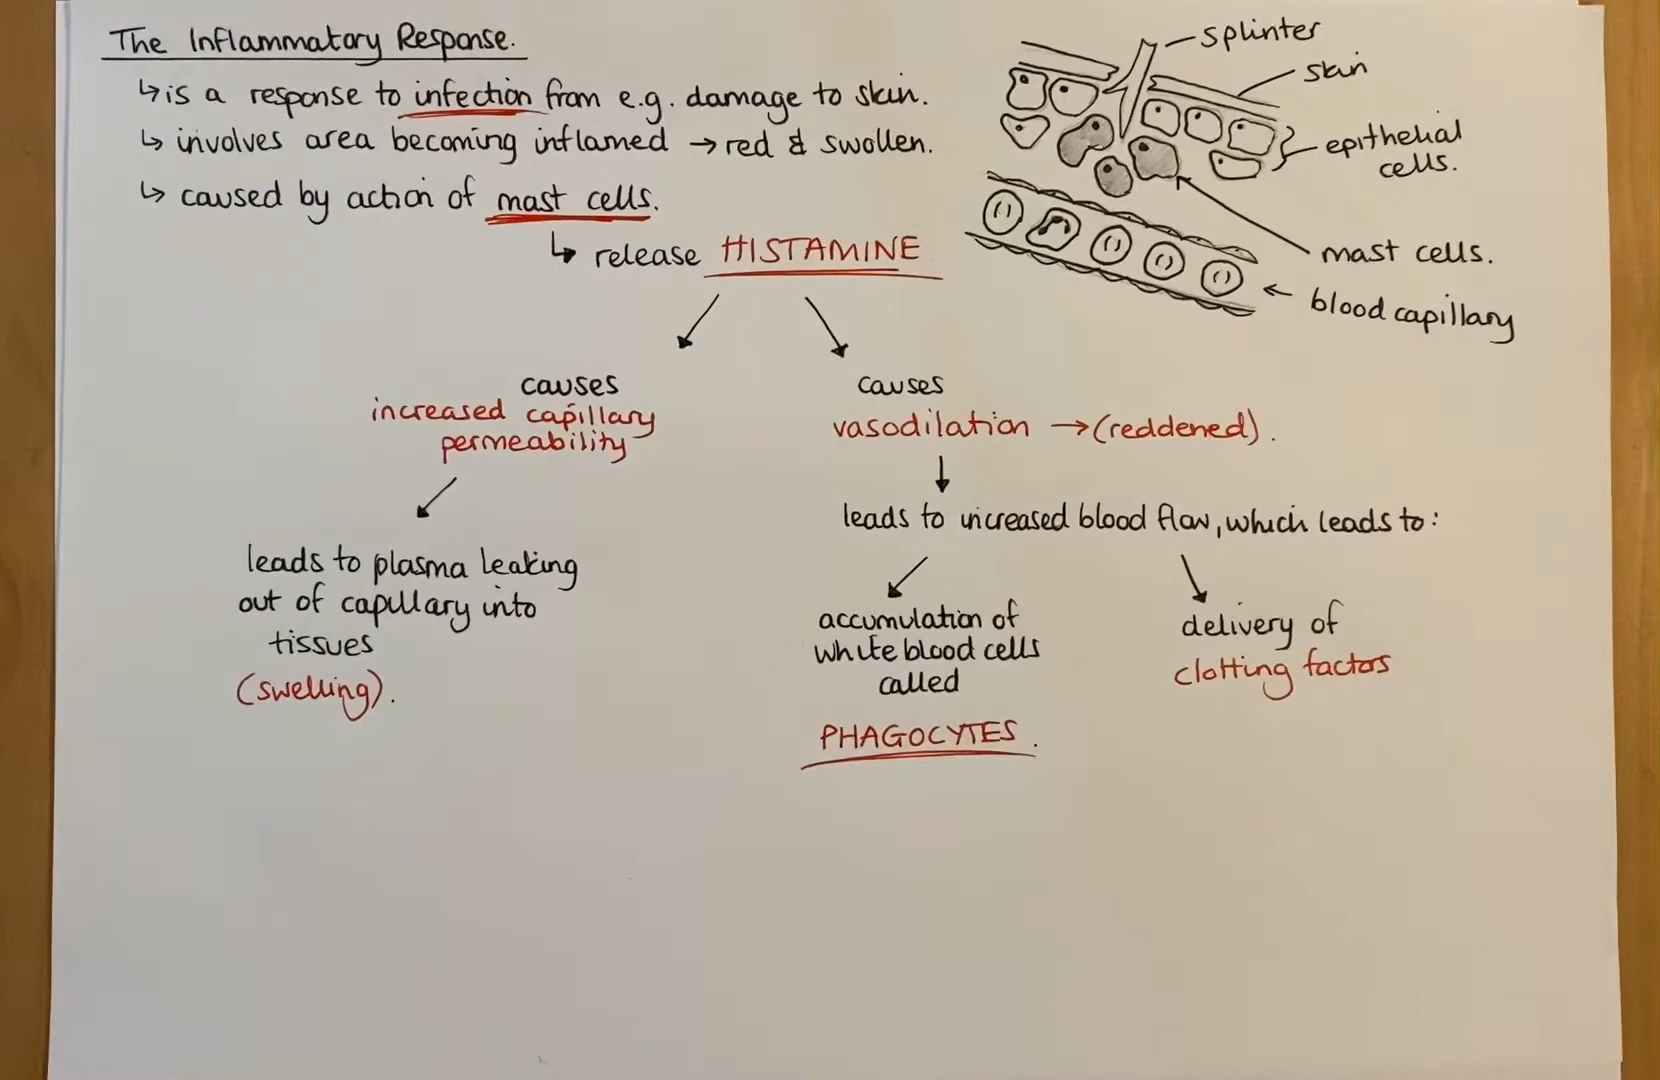 The Inflammatory Response.
↳ is a response to infection from e.g. damage to skin.
↳ involves area becoming inflamed → red & swollen.
↳ caused by action of mast cells.
↳ release HISTAMINE
splinter
skin
epithelial
cells.
mast cells.
blood capillary
causes
increased capillary
permeability
leads to plasma leaking
out of capillary into
tissues
(swelling).
causes
vasodilation → (reddened).
leads to increased blood flow, which leads to:
accumulation of
white blood cells
called
PHAGOCYTES.
delivery of
clotting factors